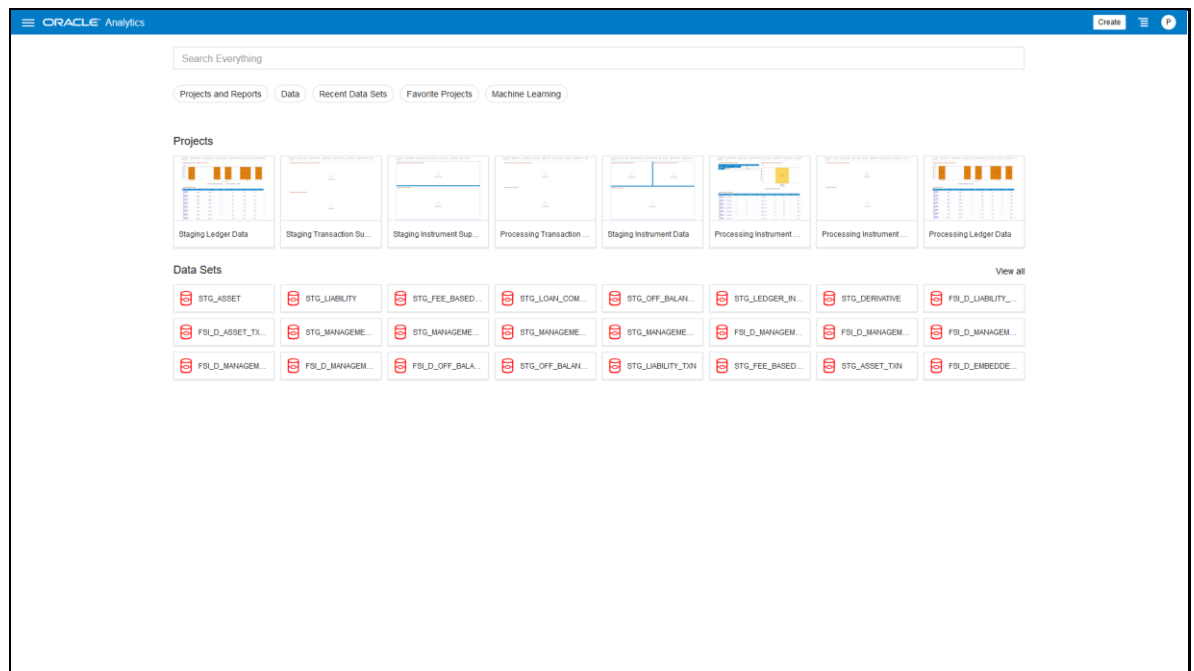 ORACLE Analytics Create P
Search Everything
Projects and Reports Data Recent Data Sets Favorite Projects Machine Learning
Projects
Staging Ledger Data Staging Transaction Su... Staging Instrument Sup... Processing Transaction ... Staging Instrument Data Processing Instrument ... Processing Instrument ... Processing Ledger Data
Data Sets View all
STG_ASSET STG_LIABILITY STG_FEE_BASED... STG_LOAN_COM... STG_OFF_BALAN... STG_LEDGER_IN... STG_DERIVATIVE FSI_D_LIABILITY_...
FSI_D_ASSET_TX... STG_MANAGEME... STG_MANAGEME... STG_MANAGEME... STG_MANAGEME... FSI_D_MANAGEM... FSI_D_MANAGEM... FSI_D_MANAGEM...
FSI_D_MANAGEM... FSI_D_MANAGEM... FSI_D_OFF_BALA... STG_OFF_BALAN... STG_LIABILITY_TXN STG_FEE_BASED... STG_ASSET_TXN FSI_D_EMBEDDE...